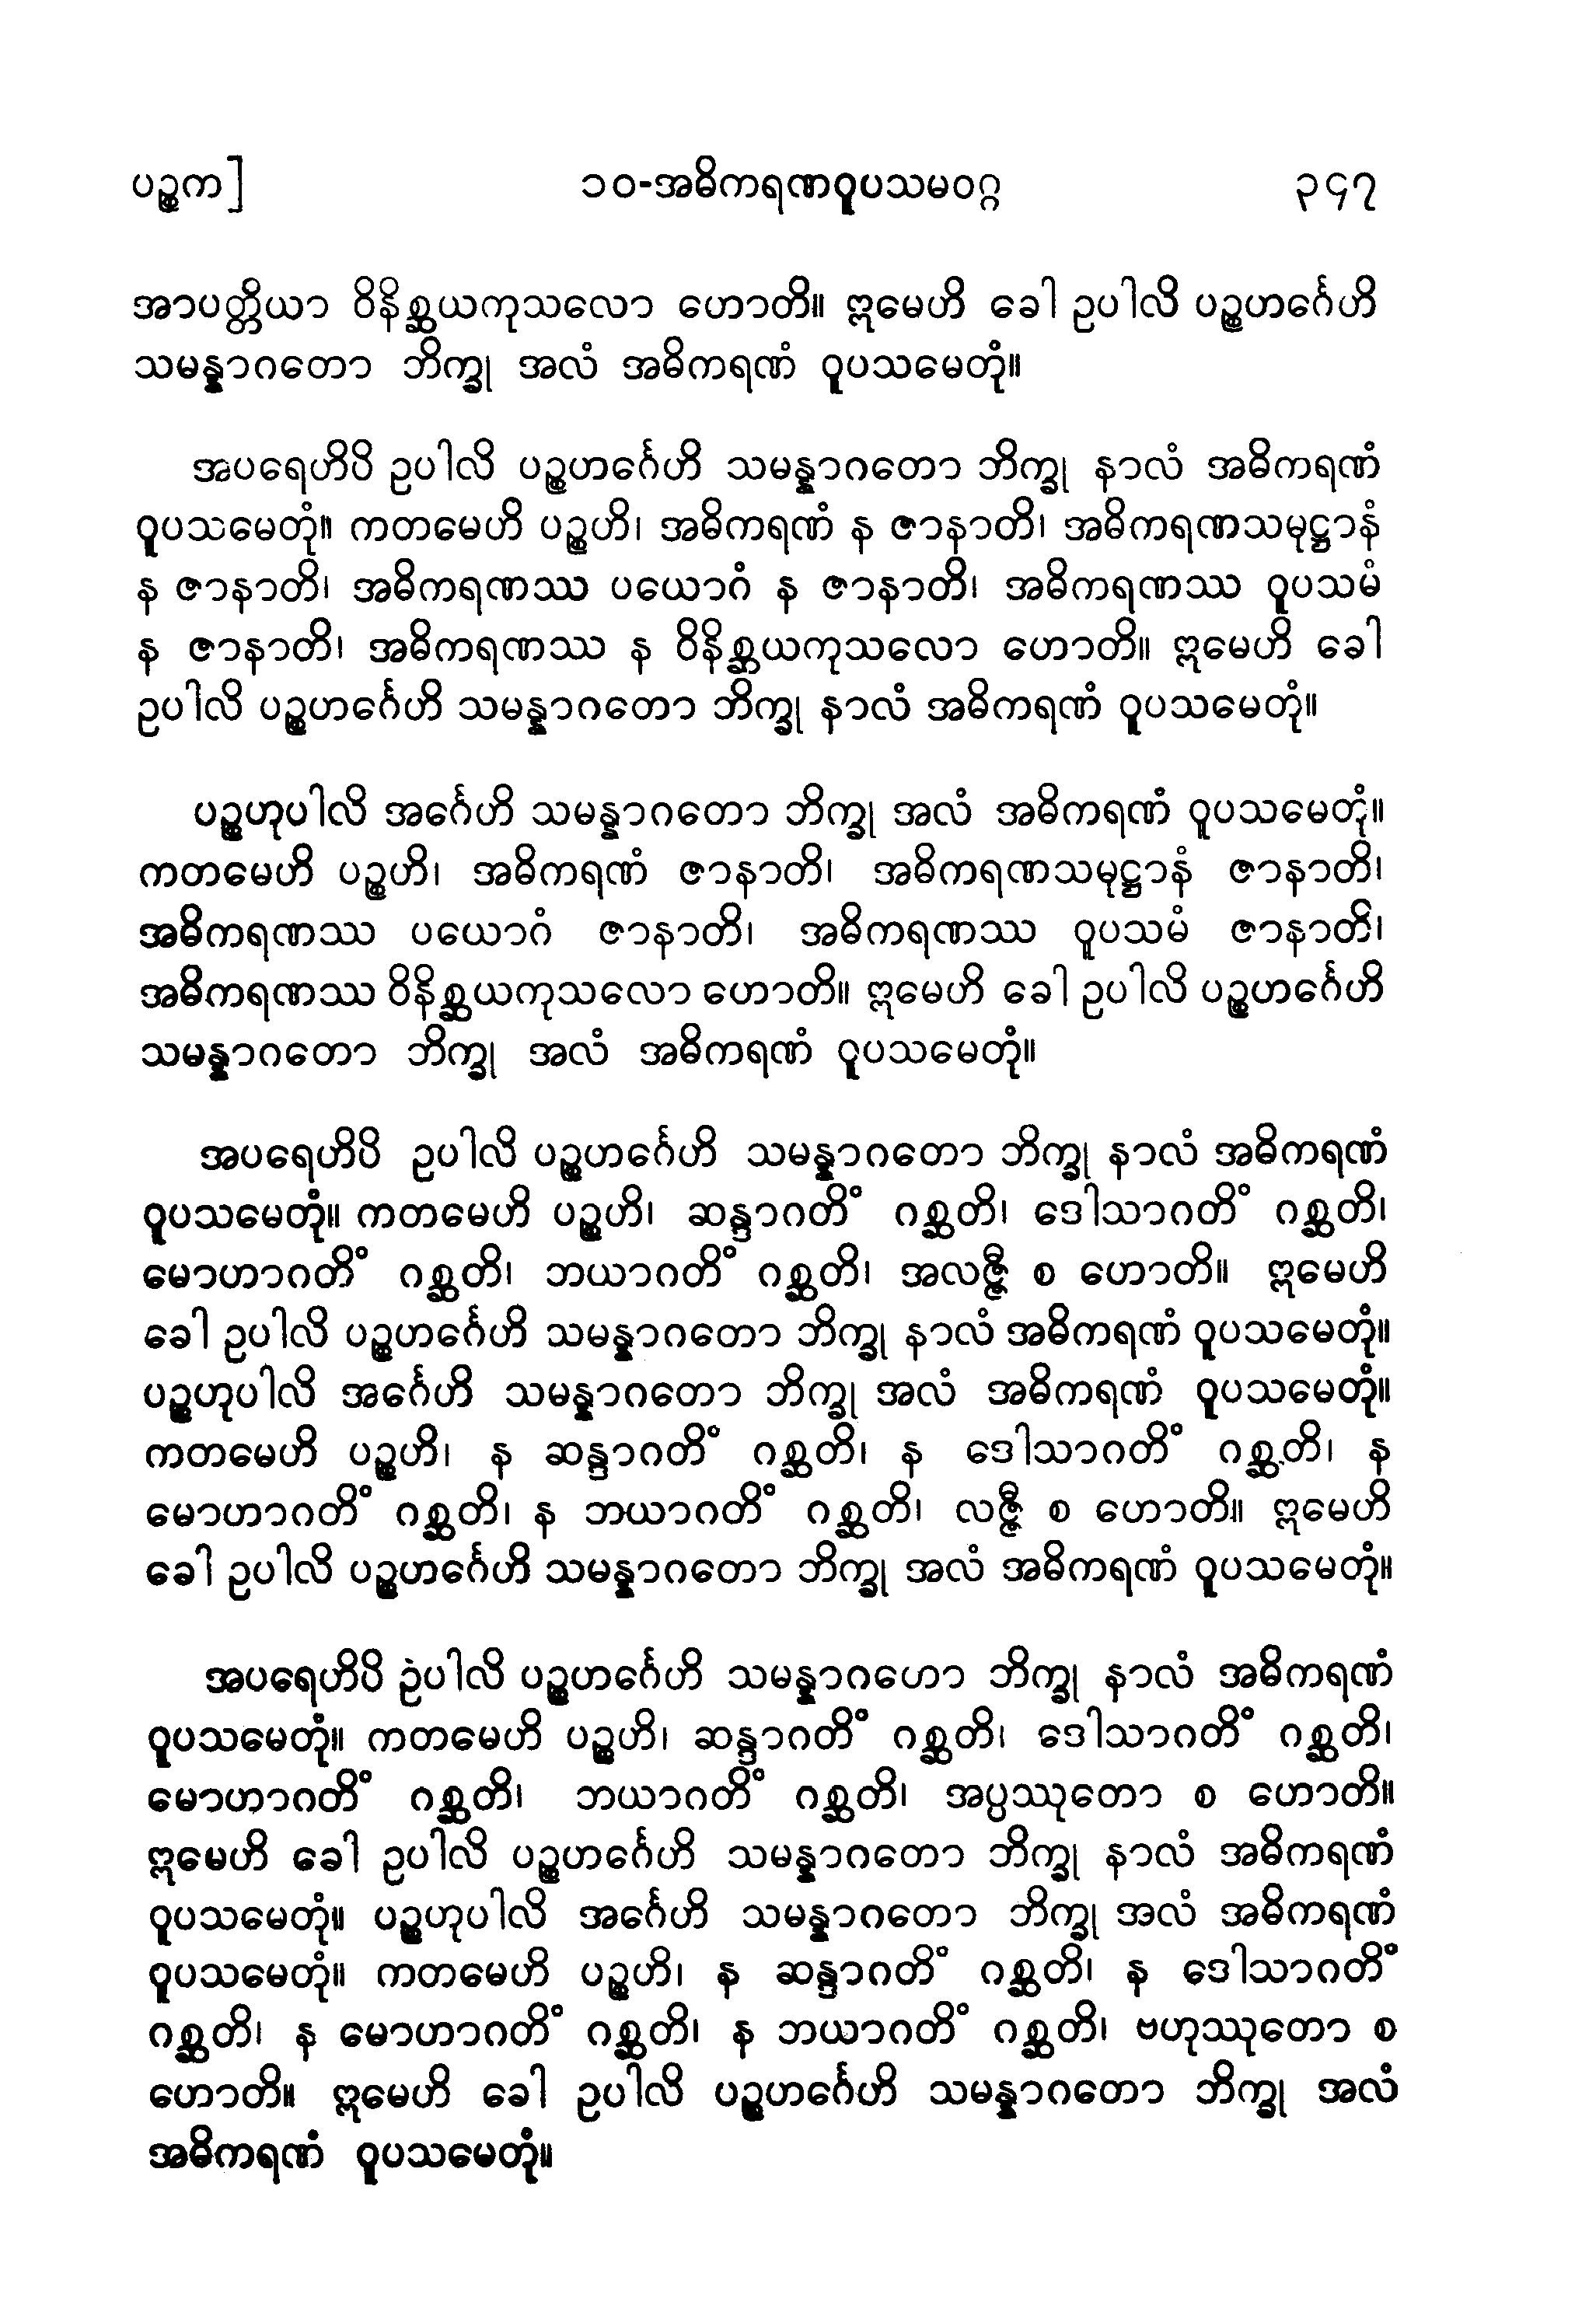 ပဉ္စက] ၁၀-အဓိကရဏဝူပသမဝဂ္ဂ ၃၄၇
အာပတ္တိယာ ဝိနိစ္ဆယကုသလော ဟောတိ။ ဣမေဟိ ခေါ ဥပါလိ ပဉ္စဟင်္ဂေဟိ
သမန္နာဂတော ဘိက္ခု အလံ အဓိကရဏံ ဝူပသမေတုံ။
အပရေဟိပိ ဥပါလိ ပဉ္စဟင်္ဂေဟိ သမန္နာဂတော ဘိက္ခု နာလံ အဓိကရဏံ
ဝူပသမေတုံ။ ကတမေဟိ ပဉ္စဟိ၊ အဓိကရဏံ န ဇာနာတိ၊ အဓိကရဏသမုဋ္ဌာနံ
န ဇာနာတိ၊ အဓိကရဏဿ ပယောဂံ န ဇာနာတိ၊ အဓိကရဏဿ ဝူပသမံ
န ဇာနာတိ၊ အဓိကရဏဿ န ဝိနိစ္ဆယကုသလော ဟောတိ။ ဣမေဟိ ခေါ
ဥပါလိ ပဉ္စဟင်္ဂေဟိ သမန္နာဂတော ဘိက္ခု နာလံ အဓိကရဏံ ဝူပသမေတုံ။
ပဉ္စဟုပါလိ အင်္ဂေဟိ သမန္နာဂတော ဘိက္ခု အလံ အဓိကရဏံ ဝူပသမေတုံ။
ကတမေဟိ ပဉ္စဟိ၊ အဓိကရဏံ ဇာနာတိ၊ အဓိကရဏသမုဋ္ဌာနံ ဇာနာတိ၊
အဓိကရဏဿ ပယောဂံ ဇာနာတိ၊ အဓိကရဏဿ ဝူပသမံ ဇာနာတိ၊
အဓိကရဏဿ ဝိနိစ္ဆယကုသလော ဟောတိ။ ဣမေဟိ ခေါ ဥပါလိ ပဉ္စဟင်္ဂေဟိ
သမန္နာဂတော ဘိက္ခု အလံ အဓိကရဏံ ဝူပသမေတုံ။
အပရေဟိပိ ဥပါလိ ပဉ္စဟင်္ဂေဟိ သမန္နာဂတော ဘိက္ခု နာလံ အဓိကရဏံ
ဝူပသမေတုံ။ ကတမေဟိ ပဉ္စဟိ၊ ဆန္ဒာဂတိံ ဂစ္ဆတိ၊ ဒေါသာဂတိံ ဂစ္ဆတိ၊
မောဟာဂတိံ ဂစ္ဆတိ၊ ဘယာဂတိံ ဂစ္ဆတိ၊ အလဇ္ဇီ စ ဟောတိ။ ဣမေဟိ
ခေါ ဥပါလိ ပဉ္စဟင်္ဂေဟိ သမန္နာဂတော ဘိက္ခု နာလံ အဓိကရဏံ ဝူပသမေတုံ။
ပဉ္စဟုပါလိ အင်္ဂေဟိ သမန္နာဂတော ဘိက္ခု အလံ အဓိကရဏံ ဝူပသမေတုံ။
ကတမေဟိ ပဉ္စဟိ၊ န ဆန္ဒာဂတိံ ဂစ္ဆတိ၊ န ဒေါသာဂတိံ ဂစ္ဆတိ၊ န
မောဟာဂတိံ ဂစ္ဆတိ၊ န ဘယာဂတိံ ဂစ္ဆတိ၊ လဇ္ဇီ စ ဟောတိ။ ဣမေဟိ
ခေါ ဥပါလိ ပဉ္စဟင်္ဂေဟိ သမန္နာဂတော ဘိက္ခု အလံ အဓိကရဏံ ဝူပသမေတုံ။
အပရေဟိပိ ဥပါလိ ပဉ္စဟင်္ဂေဟိ သမန္နာဂဟော ဘိက္ခု နာလံ အဓိကရဏံ
ဝူပသမေတုံ။ ကတမေဟိ ပဉ္စဟိ၊ ဆန္ဒာဂတိံ ဂစ္ဆတိ၊ ဒေါသာဂတိံ ဂစ္ဆတိ၊
မောဟာဂတိံ ဂစ္ဆတိ၊ ဘယာဂတိံ ဂစ္ဆတိ၊ အပ္ပဿုတော စ ဟောတိ။
ဣမေဟိ ခေါ ဥပါလိ ပဉ္စဟင်္ဂေဟိ သမန္နာဂတော ဘိက္ခု နာလံ အဓိကရဏံ
ဝူပသမေတုံ။ ပဉ္စဟုပါလိ အင်္ဂေဟိ သမန္နာဂတော ဘိက္ခု အလံ အဓိကရဏံ
ဝူပသမေတုံ။ ကတမေဟိ ပဉ္စဟိ၊ န ဆန္ဒာဂတိံ ဂစ္ဆတိ၊ န ဒေါသာဂတိံ
ဂစ္ဆတိ၊ န မောဟာဂတိံ ဂစ္ဆတိ၊ န ဘယာဂတိံ ဂစ္ဆတိ၊ ဗဟုဿုတော စ
ဟောတိ။ ဣမေဟိ ခေါ ဥပါလိ ပဉ္စဟင်္ဂေဟိ သမန္နာဂတော ဘိက္ခု အလံ
အဓိကရဏံ ဝူပသမေတုံ။